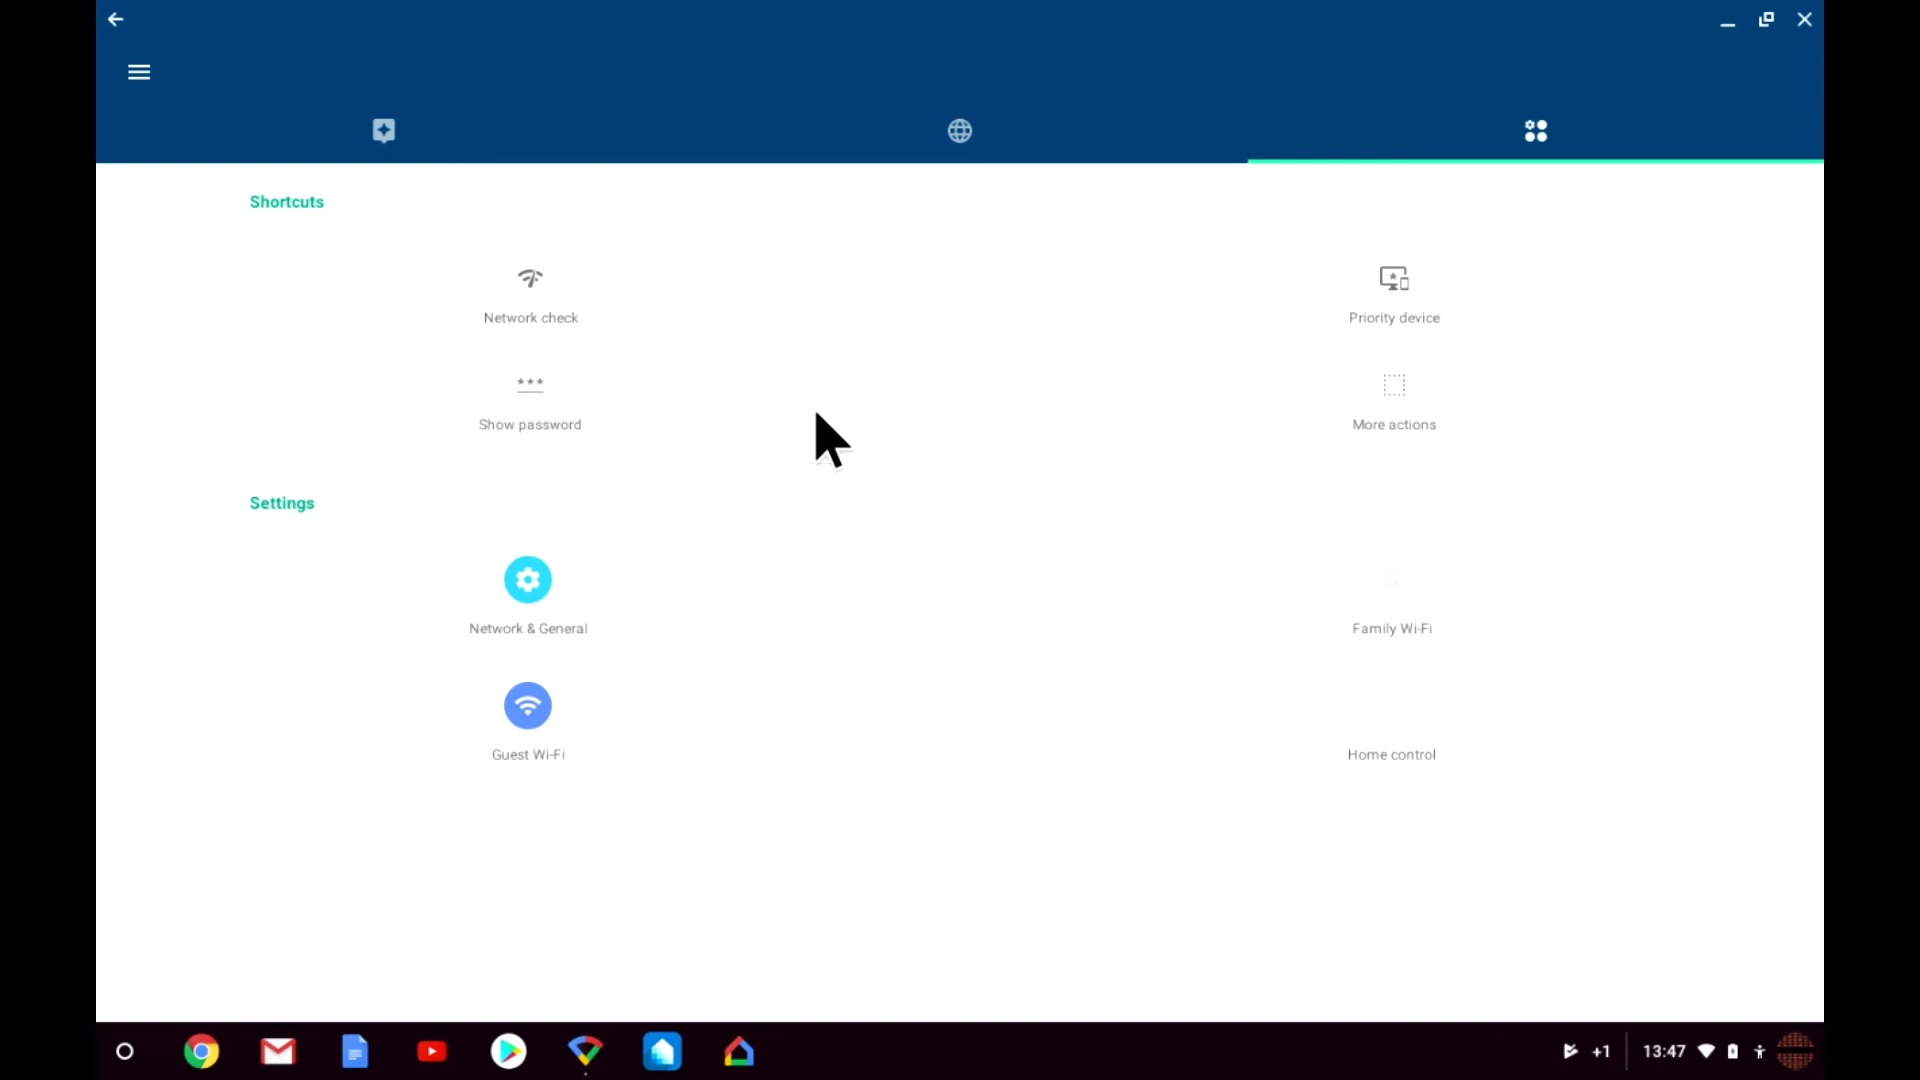 Shortcuts
Network check
Priority device
Show password
More actions
Settings
Network & General
Family Wi-Fi
Guest Wi-Fi
Home control
+1
13:47